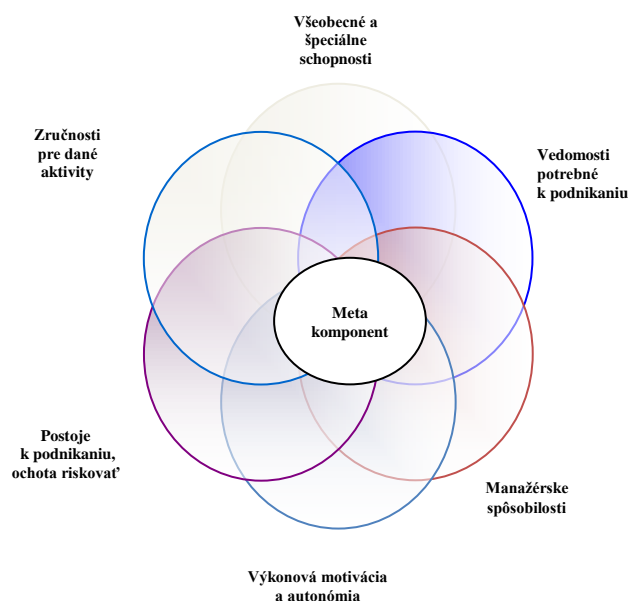 Všeobecné a
špeciálne
schopnosti
Zručnosti
pre dané
aktivity
Vedomosti
potrebné
k podnikaniu
Meta
komponent
Postoje
k podnikaniu,
ochota riskovať
Manažérske
spôsobilosti
Výkonová motivácia
a autonómia